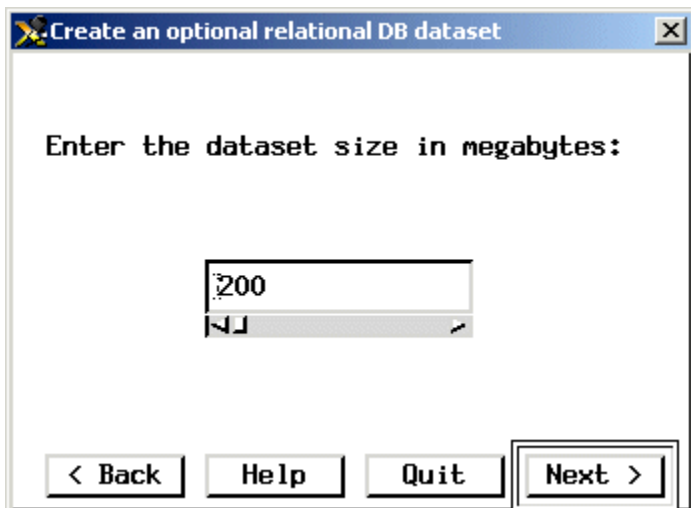 Create an optional relational DB dataset
Enter the dataset size in megabytes:
200
< Back Help Quit Next >